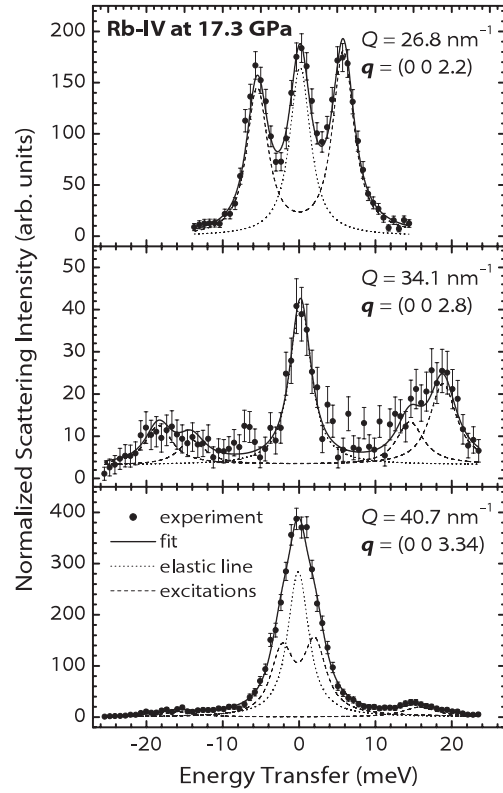 Rb-IV at 17.3 GPa
Q = 26.8 nm⁻¹
q = (0 0 2.2)
200
150
100
50
0
Q = 34.1 nm⁻¹
q = (0 0 2.8)
50
40
30
20
10
0
Q = 40.7 nm⁻¹
q = (0 0 3.34)
experiment
fit
elastic line
excitations
400
300
200
100
0
-20 -10 0 10 20
Energy Transfer (meV)
Normalized Scattering Intensity (arb. units)